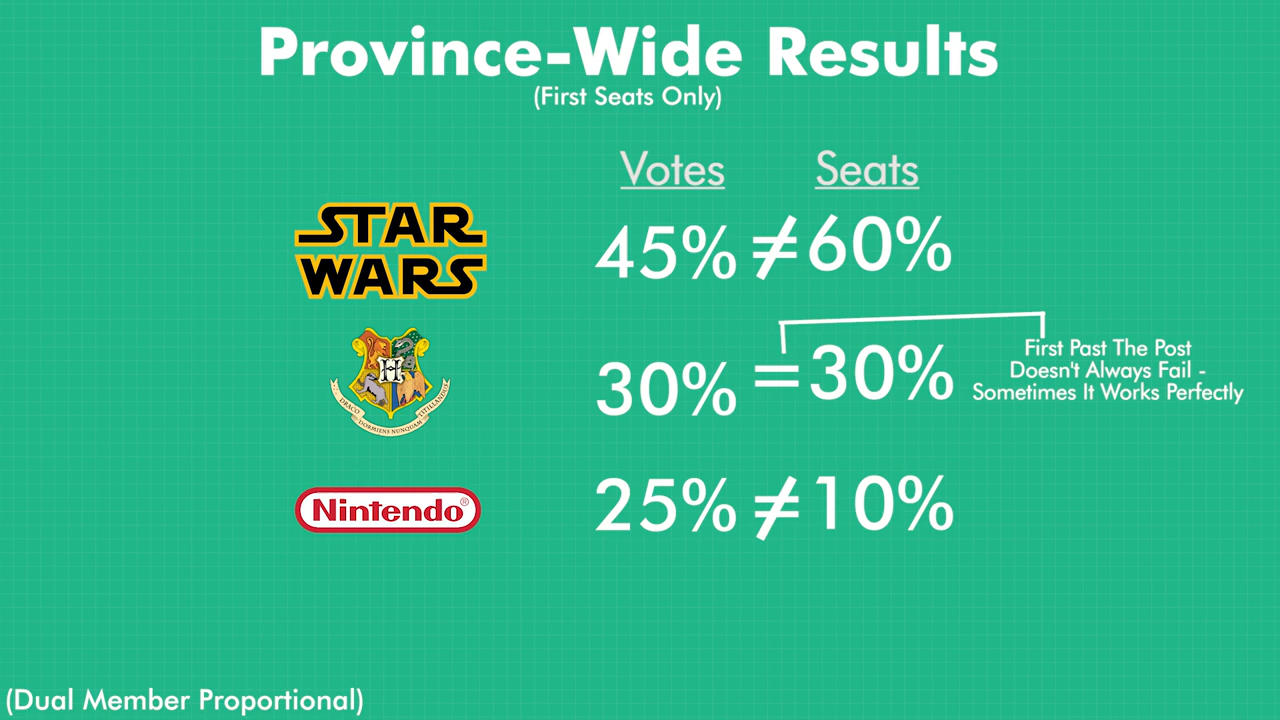 Province-Wide Results
(First Seats Only)
Votes Seats
STAR
WARS
45% ≠ 60%
30% = 30%
First Past The Post
Doesn't Always Fail -
Sometimes It Works Perfectly
H
DRACO DORMIENS NUNQUAM TITILLANDUS
Nintendo®
25% ≠ 10%
(Dual Member Proportional)